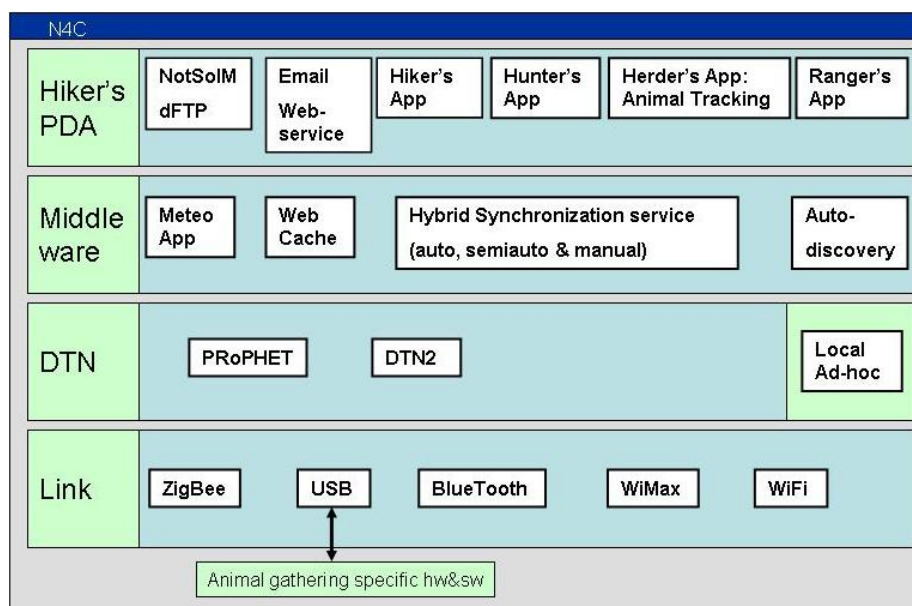 N4C
Hiker's
PDA
NotSoIM
dFTP
Email
Web-
service
Hiker's
App
Hunter's
App
Herder's App:
Animal Tracking
Ranger's
App
Middle
ware
Meteo
App
Web
Cache
Hybrid Synchronization service
(auto, semiauto & manual)
Auto-
discovery
DTN
PRoPHET
DTN2
Local
Ad-hoc
Link
ZigBee
USB
BlueTooth
WiMax
WiFi
Animal gathering specific hw&sw